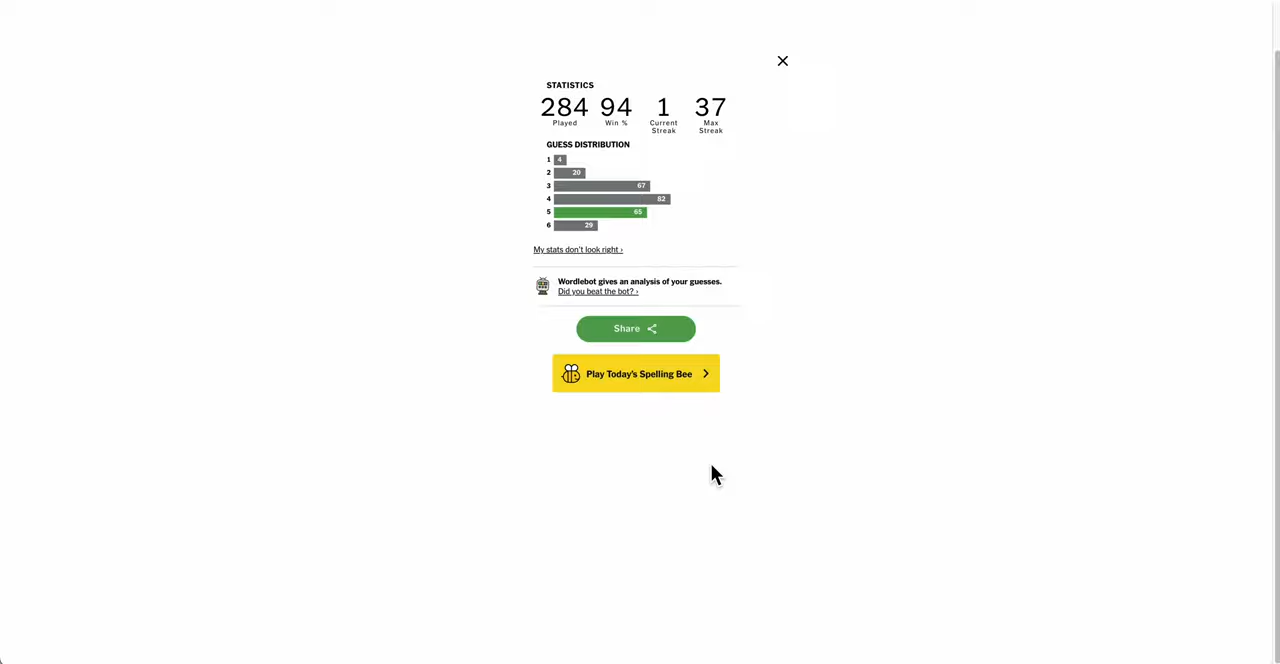 STATISTICS
284 94 1 37
Played Win % Current Streak Max Streak
GUESS DISTRIBUTION
1 4
2 20
3 67
4 82
5 65
6 29
My stats don't look right ›
Wordlebot gives an analysis of your guesses.
Did you beat the bot? ›
Share
Play Today's Spelling Bee